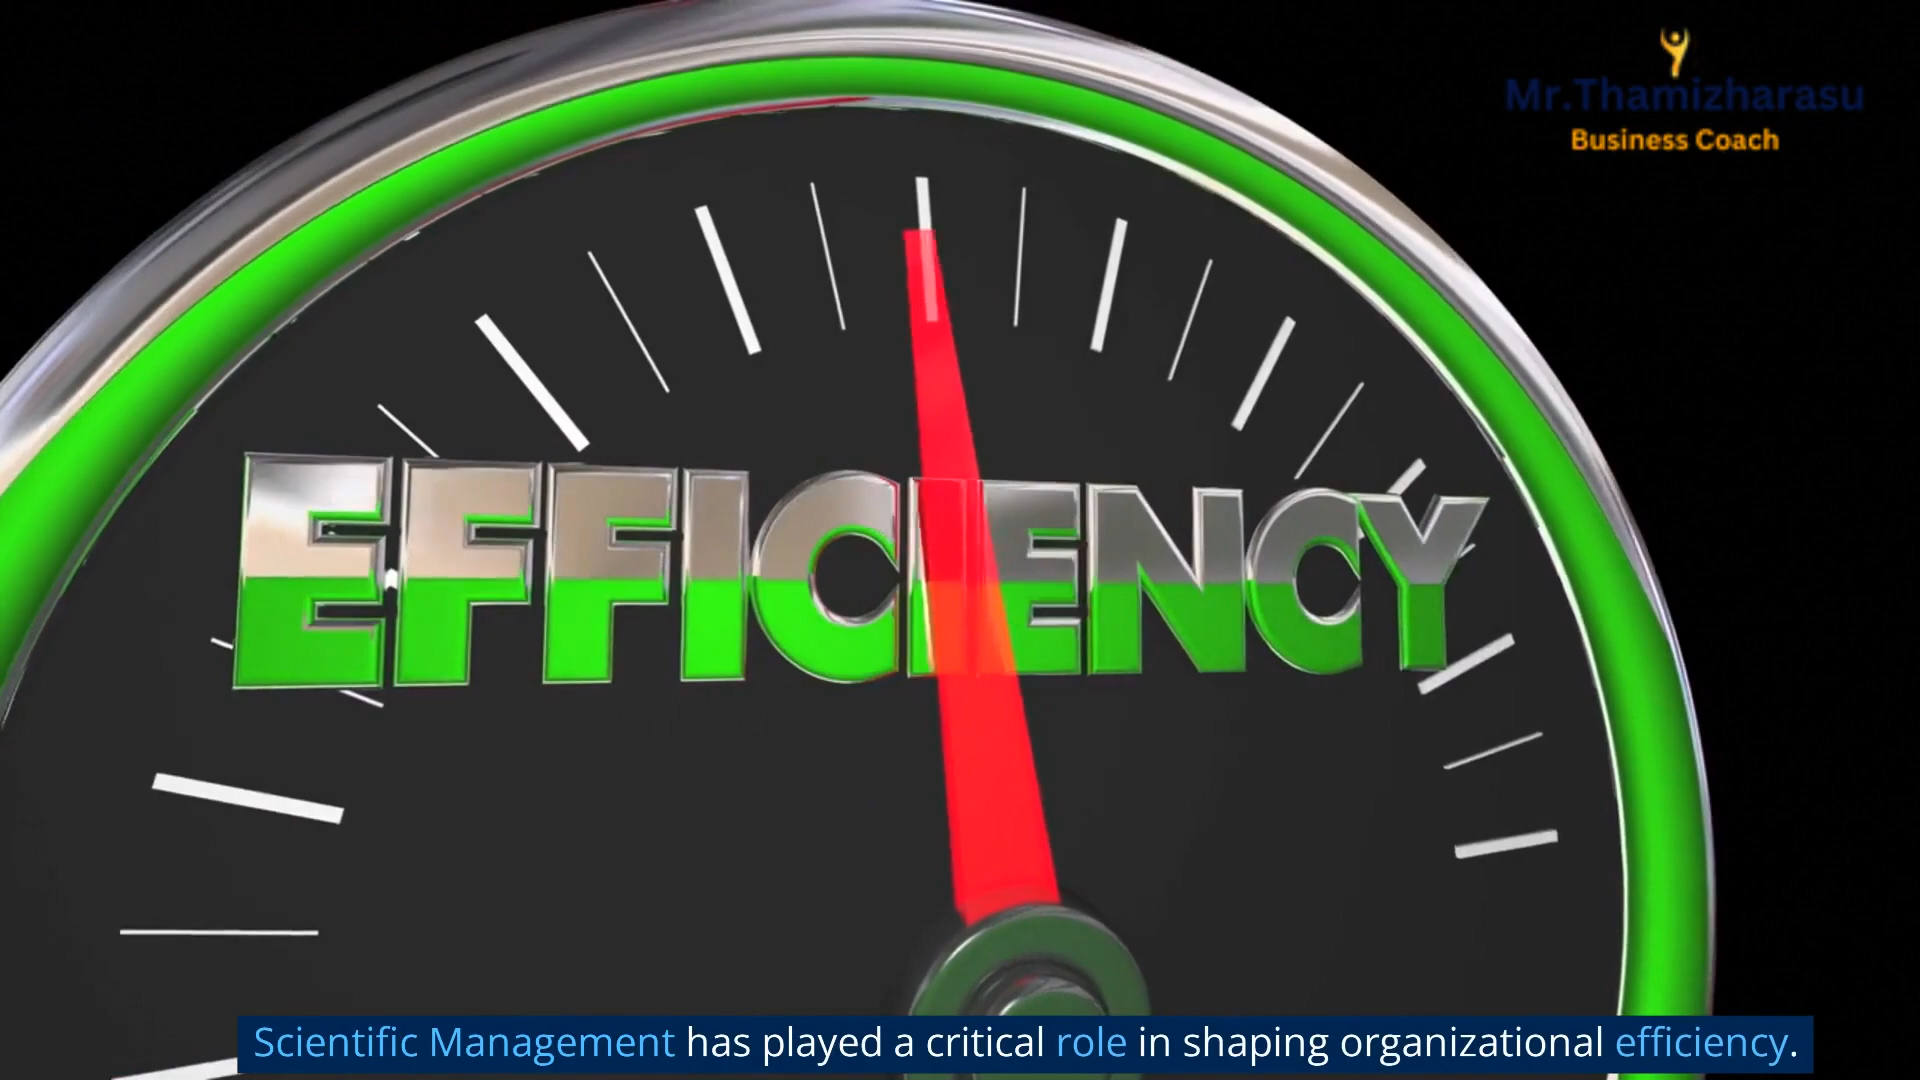 Mr.Thamizharasu
Business Coach
EFFICIENCY
Scientific Management has played a critical role in shaping organizational efficiency.